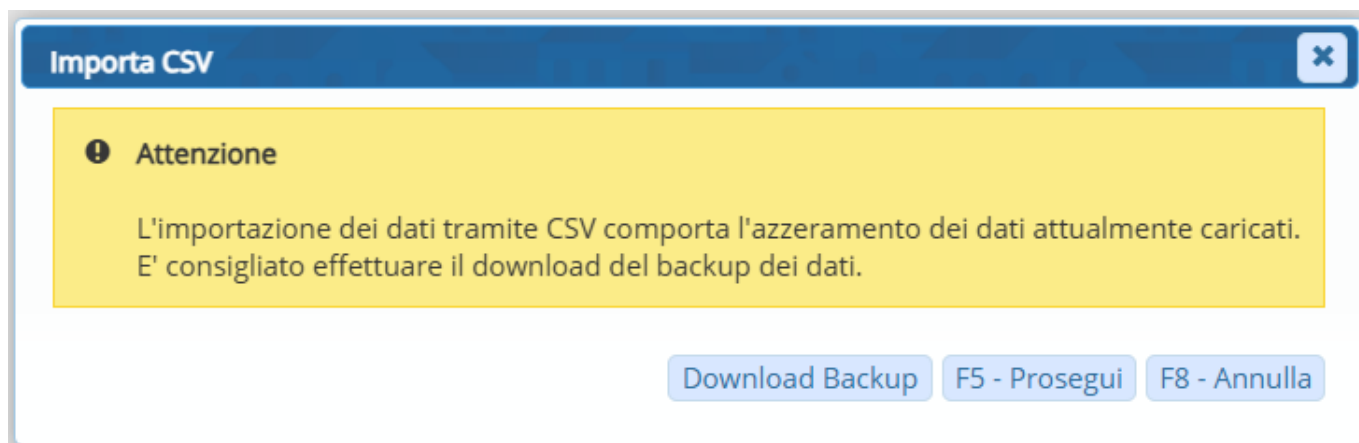 Importa CSV
Attenzione
L'importazione dei dati tramite CSV comporta l'azzeramento dei dati attualmente caricati.
E' consigliato effettuare il download del backup dei dati.
Download Backup F5 - Prosegui F8 - Annulla